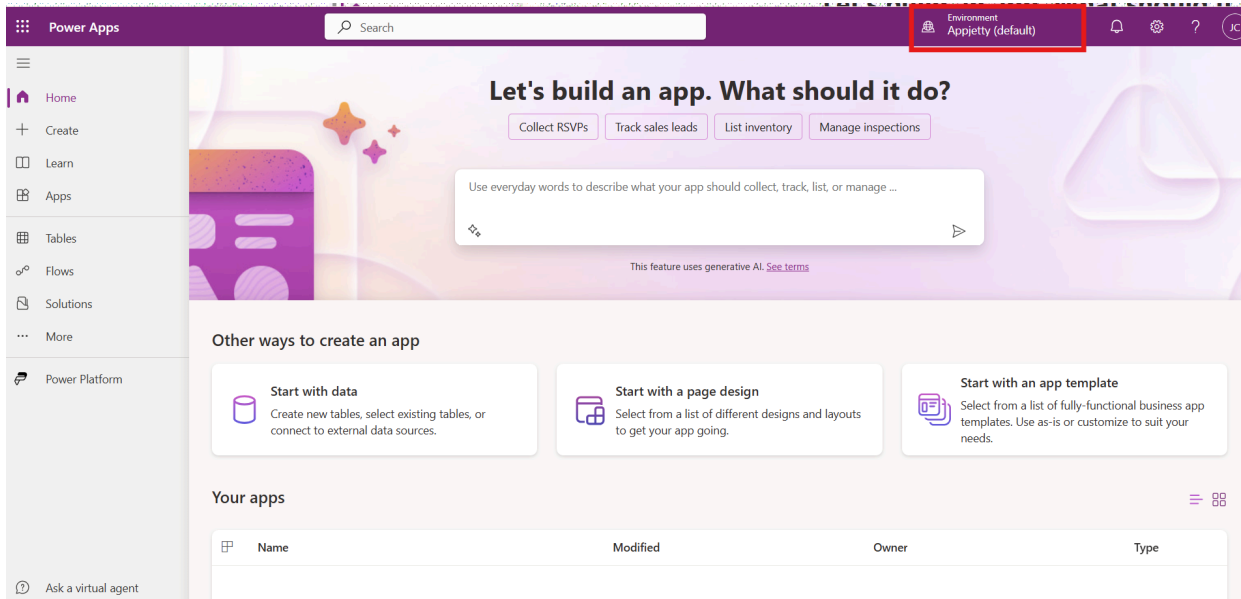 Power Apps
Search
Environment
Appjetty (default)
?
JC
Home
Create
Learn
Apps
Tables
Flows
Solutions
More
Power Platform
Ask a virtual agent
Let's build an app. What should it do?
Collect RSVPs
Track sales leads
List inventory
Manage inspections
Use everyday words to describe what your app should collect, track, list, or manage ...
This feature uses generative AI. See terms
Other ways to create an app
Start with data
Create new tables, select existing tables, or
connect to external data sources.
Start with a page design
Select from a list of different designs and layouts
to get your app going.
Start with an app template
Select from a list of fully-functional business app
templates. Use as-is or customize to suit your
needs.
Your apps
Name
Modified
Owner
Type